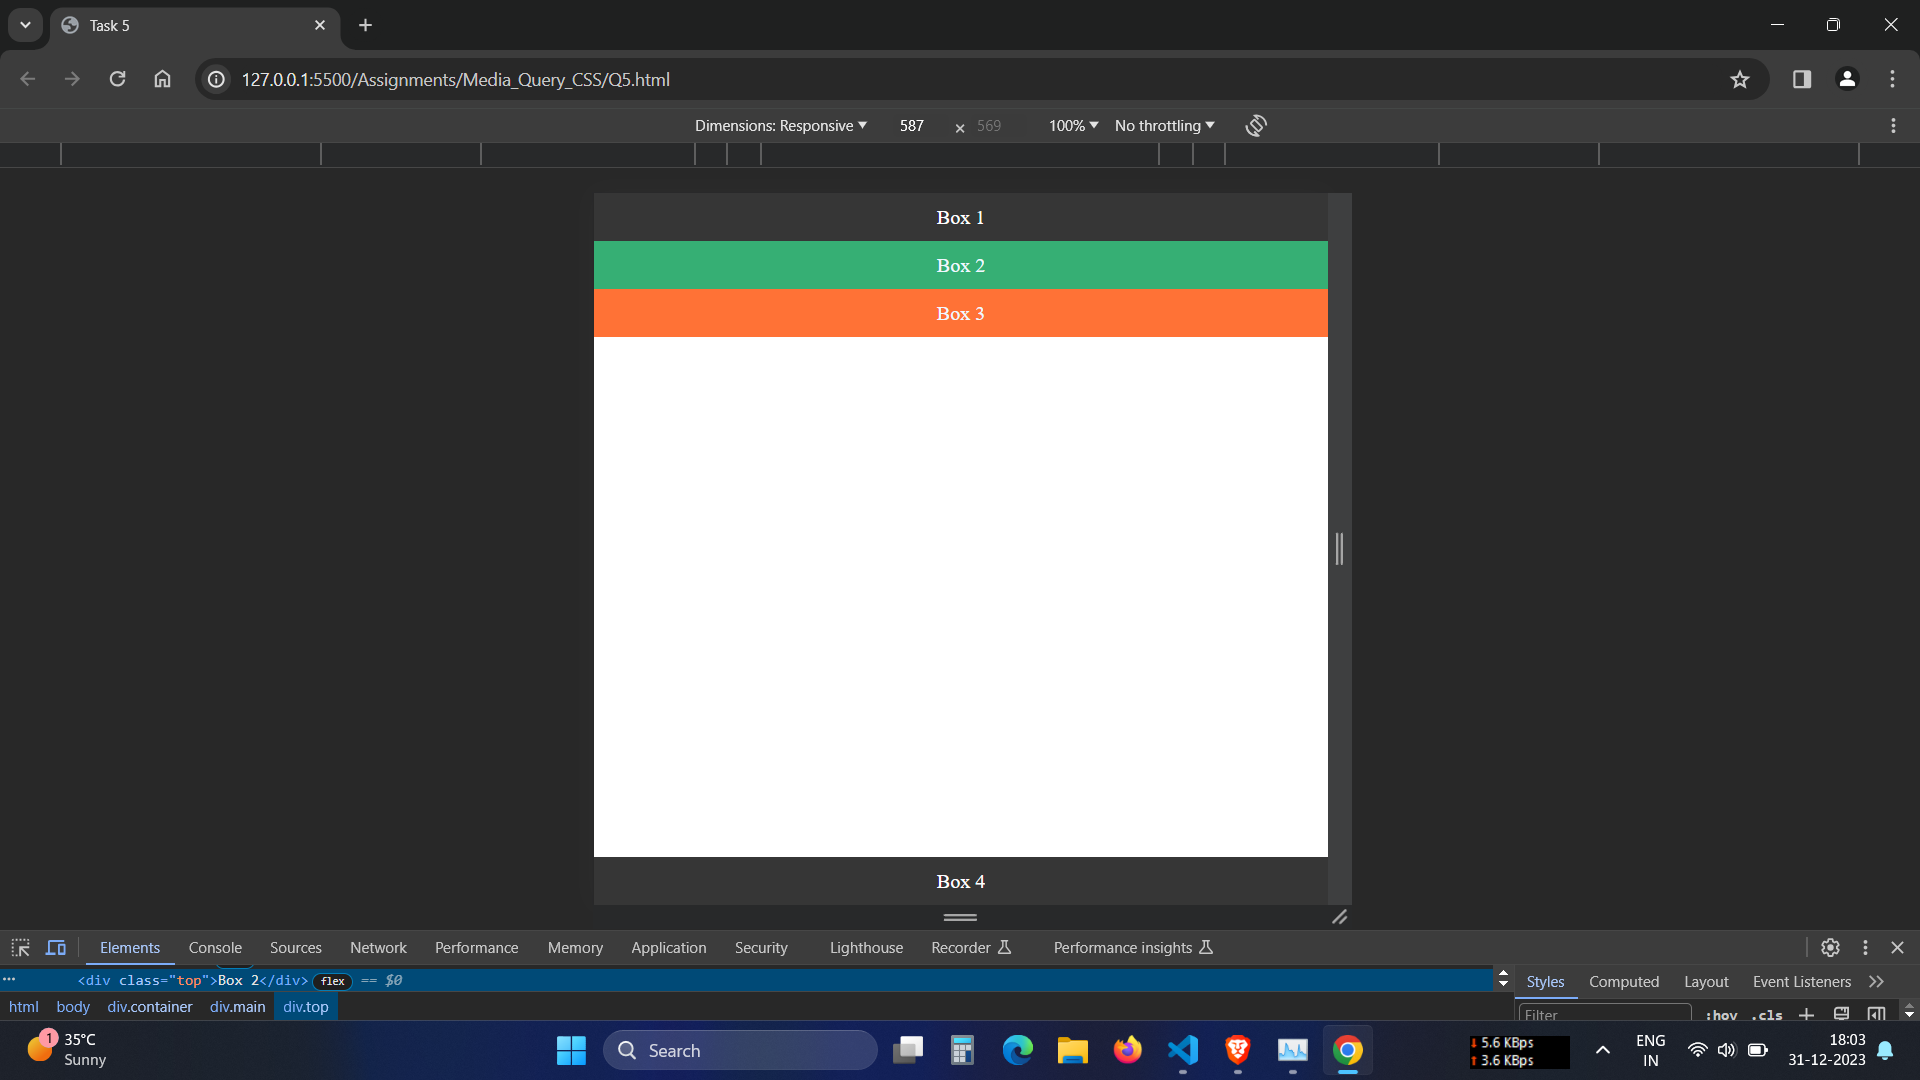 Task 5
127.0.0.1:5500/Assignments/Media_Query_CSS/Q5.html
Dimensions: Responsive 587 × 569 100% No throttling
Box 1
Box 2
Box 3
Box 4
Elements Console Sources Network Performance Memory Application Security Lighthouse Recorder Performance insights
<div class="top">Box 2</div> flex == $0
Styles Computed Layout Event Listeners
html body div.container div.main div.top
Filter :hov .cls
1 35°C
Sunny
Search
5.6 KBps
3.6 KBps
ENG
IN
18:03
31-12-2023